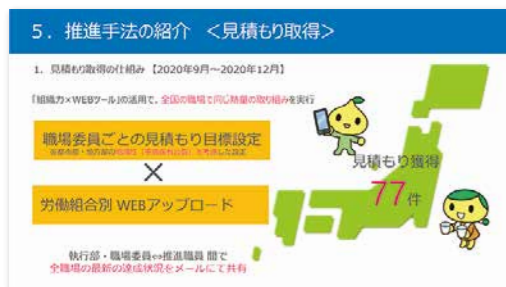 5．推進手法の紹介 ＜見積もり取得＞
1．見積もり取得の仕組み 【2020年9月～2020年12月】
「組織力×WEBツール」の活用で、全国の職場で同じ熱量の取り組みを実行
職場委員ごとの見積もり目標設定
×
労働組合別 WEBアップロード
見積もり獲得
77件
執行部・職場委員⇔推進職員 間で
全職場の最新の達成状況をメールにて共有